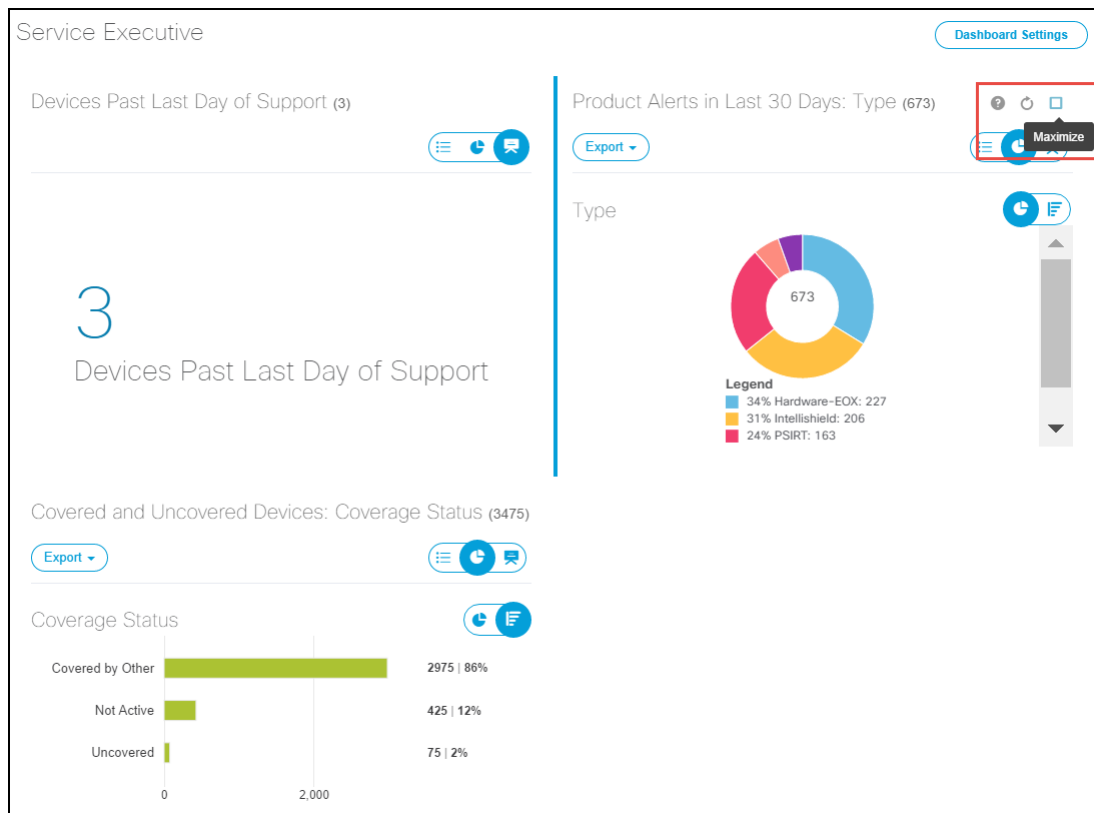 Service Executive
Dashboard Settings
Devices Past Last Day of Support (3)
3
Devices Past Last Day of Support
Product Alerts in Last 30 Days: Type (673)
Maximize
Export
Type
673
Legend
34% Hardware-EOX: 227
31% Intellishield: 206
24% PSIRT: 163
Covered and Uncovered Devices: Coverage Status (3475)
Export
Coverage Status
Covered by Other 2975 | 86%
Not Active 425 | 12%
Uncovered 75 | 2%
0 2,000